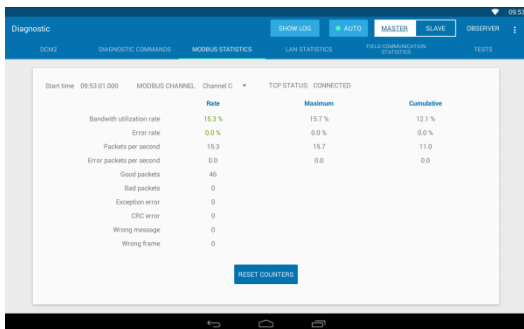 09:53
Diagnostic
SHOW LOG
AUTO
MASTER
SLAVE
OBSERVER
DCM2
DIAGNOSTIC COMMANDS
MODBUS STATISTICS
LAN STATISTICS
FIELD COMMUNICATION
STATISTICS
TESTS
Start time 09:53:01.000 MODBUS CHANNEL Channel C TCP STATUS: CONNECTED
Rate Maximum Cumulative
Bandwith utilization rate 15.3 % 15.7 % 12.1 %
Error rate 0.0 % 0.0 % 0.0 %
Packets per second 15.3 15.7 11.0
Error packets per second 0.0 0.0 0.0
Good packets 46
Bad packets 0
Exception error 0
CRC error 0
Wrong message 0
Wrong frame 0
RESET COUNTERS